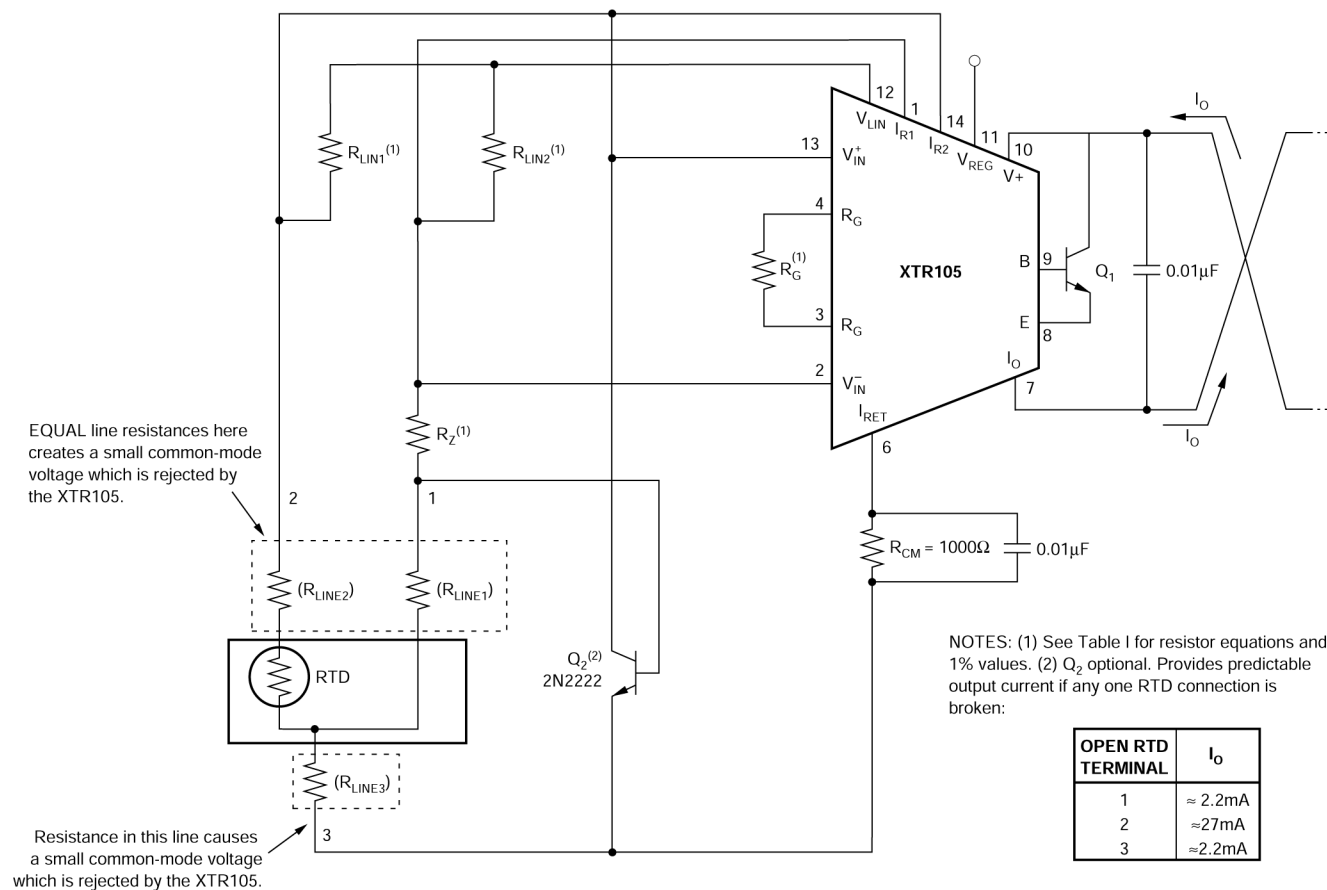 12
1
14
11
10
V_LIN
I_R1
I_R2
V_REG
V+
I_O
R_LIN1^(1)
R_LIN2^(1)
13
V_IN^+
4
R_G
R_G^(1)
XTR105
B
9
Q_1
0.01μF
3
R_G
E
8
I_O
7
2
V_IN^−
I_RET
6
I_O
R_Z^(1)
EQUAL line resistances here
creates a small common-mode
voltage which is rejected by
the XTR105.
2
1
R_CM = 1000Ω
0.01μF
(R_LINE2)
(R_LINE1)
RTD
Q_2^(2)
2N2222
(R_LINE3)
3
Resistance in this line causes
a small common-mode voltage
which is rejected by the XTR105.
NOTES: (1) See Table I for resistor equations and
1% values. (2) Q_2 optional. Provides predictable
output current if any one RTD connection is
broken:
OPEN RTD
TERMINAL
I_O
1 ≈ 2.2mA
2 ≈27mA
3 ≈2.2mA